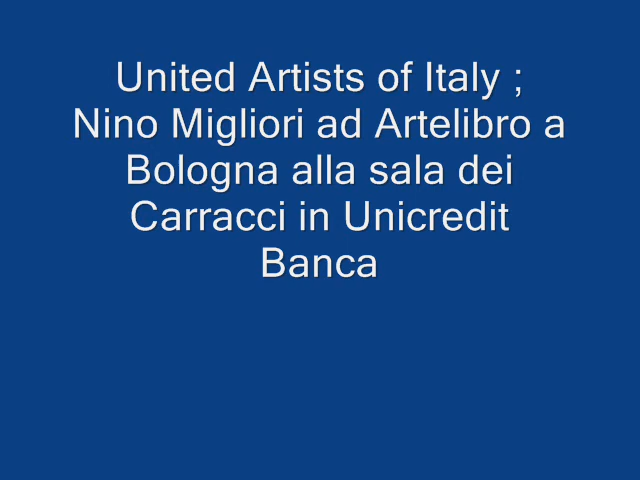 United Artists of Italy ;
Nino Migliori ad Artelibro a
Bologna alla sala dei
Carracci in Unicredit
Banca